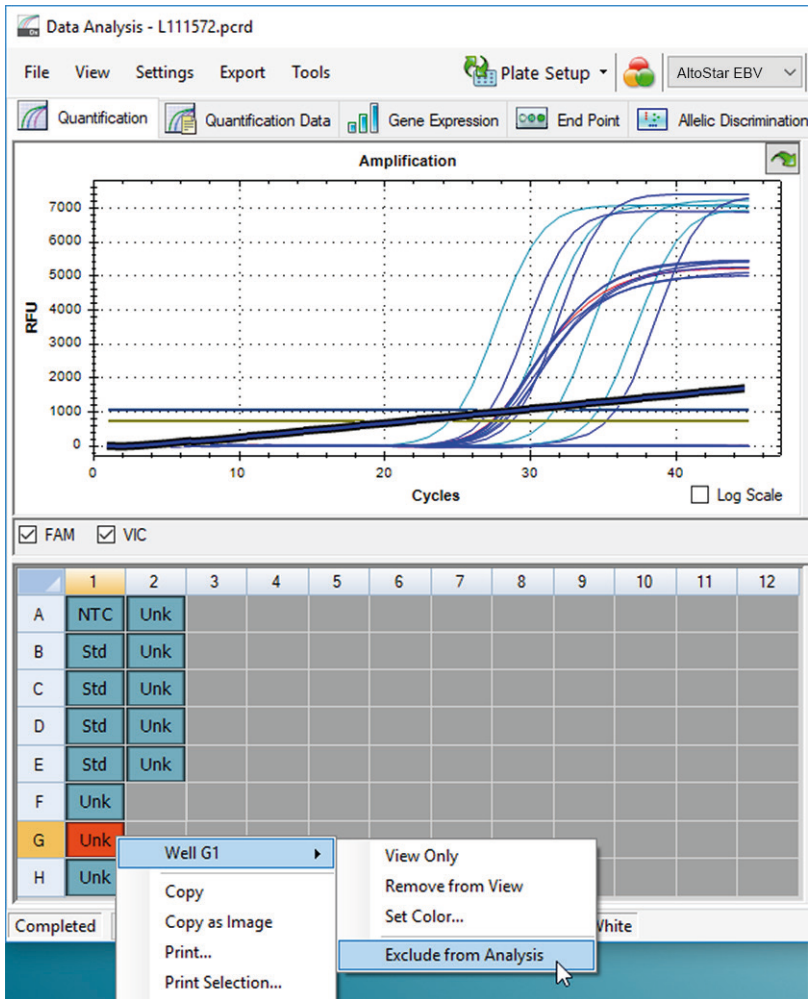 Data Analysis - L111572.pcrd
File View Settings Export Tools Plate Setup AltoStar EBV
Quantification Quantification Data Gene Expression End Point Allelic Discrimination
Amplification
7000
6000
5000
4000
3000
2000
1000
0
RFU
0 10 20 30 40
Cycles
Log Scale
FAM VIC
1 2 3 4 5 6 7 8 9 10 11 12
A NTC Unk
B Std Unk
C Std Unk
D Std Unk
E Std Unk
F Unk
G Unk
H Unk
Well G1
Copy
Copy as Image
Print...
Print Selection...
View Only
Remove from View
Set Color...
Exclude from Analysis
Completed